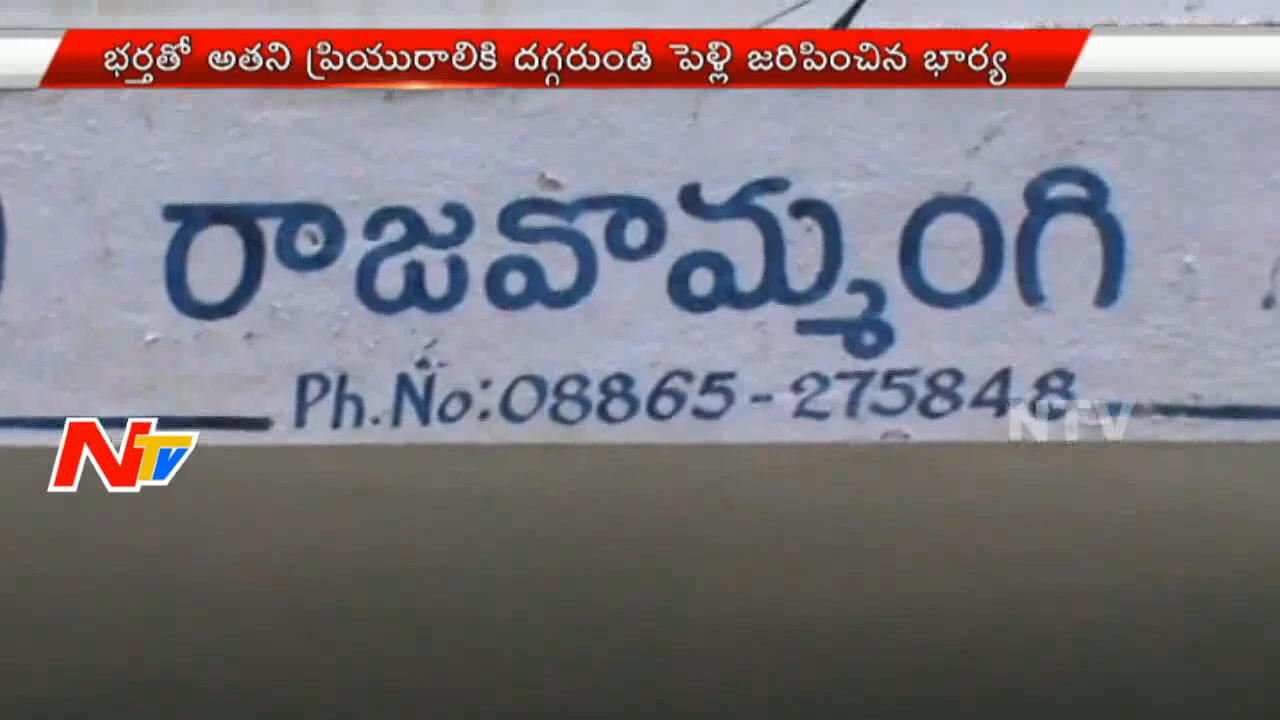 భర్తతో అతని ప్రియురాలికి దగ్గరుండి పెళ్లి జరిపించిన భార్య
రాజవొమ్మంగి
Ph.No:08865-275848
NTV
NTV